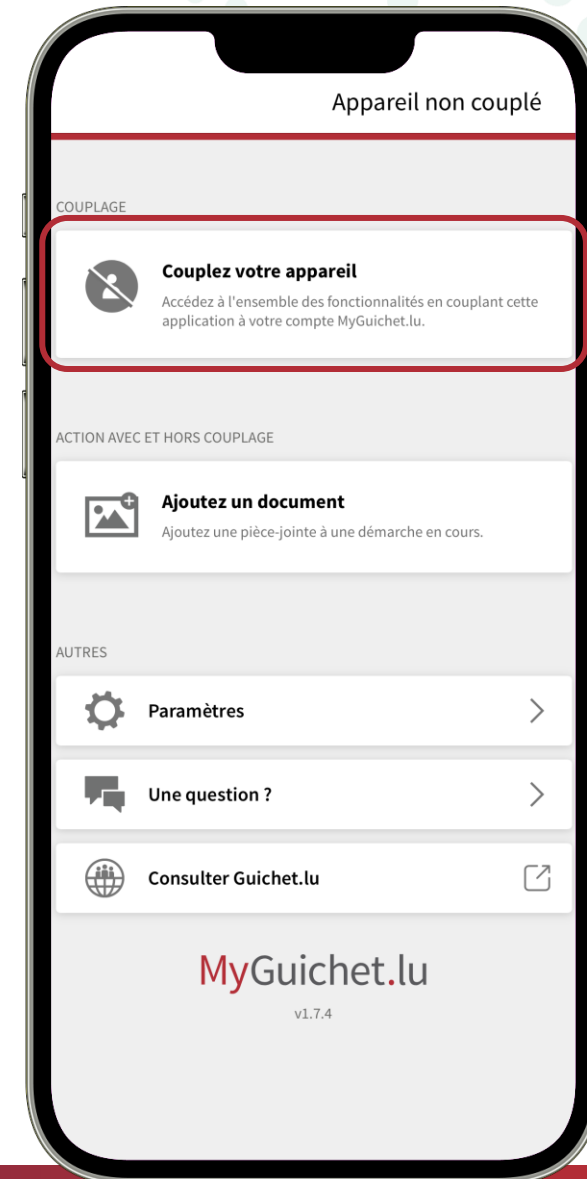 Appareil non couplé
COUPLAGE
Couplez votre appareil
Accédez à l'ensemble des fonctionnalités en couplant cette
application à votre compte MyGuichet.lu.
ACTION AVEC ET HORS COUPLAGE
Ajoutez un document
Ajoutez une pièce-jointe à une démarche en cours.
AUTRES
Paramètres
Une question ?
Consulter Guichet.lu
MyGuichet.lu
v1.7.4